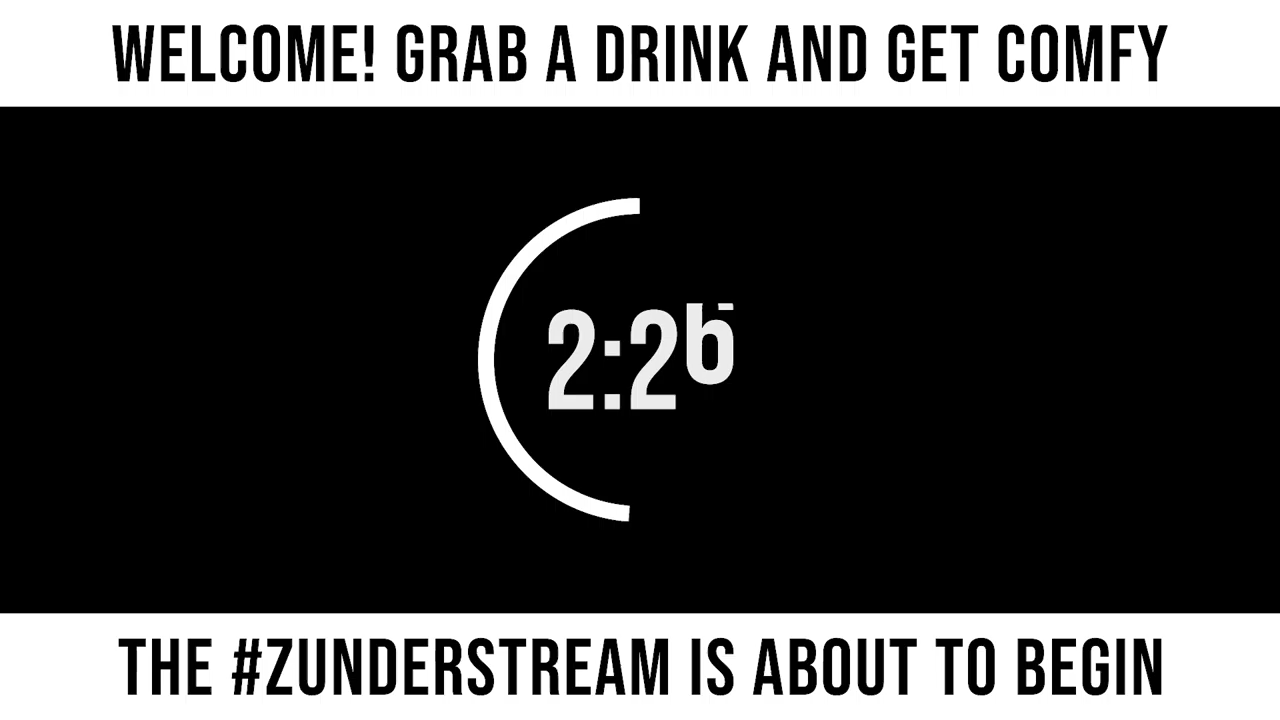 WELCOME! GRAB A DRINK AND GET COMFY
2:26
THE #ZUNDERSTREAM IS ABOUT TO BEGIN